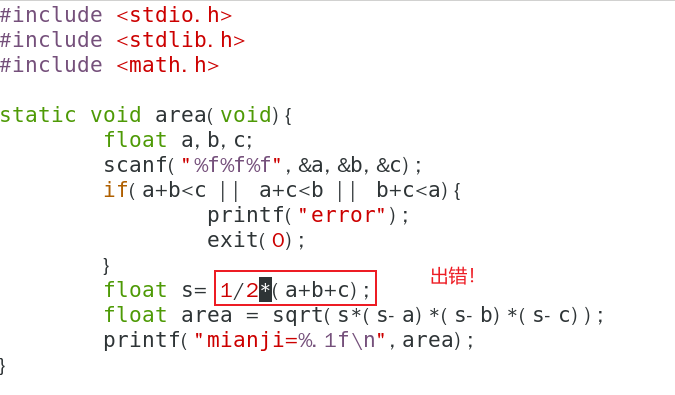 #include <stdio.h>
#include <stdlib.h>
#include <math.h>
static void area(void){
float a,b,c;
scanf("%f%f%f",&a,&b,&c);
if(a+b<c || a+c<b || b+c<a){
printf("error");
exit(0);
}
float s= 1/2*(a+b+c); 出错!
float area = sqrt(s*(s-a)*(s-b)*(s-c));
printf("mianji=%.1f\n",area);
}